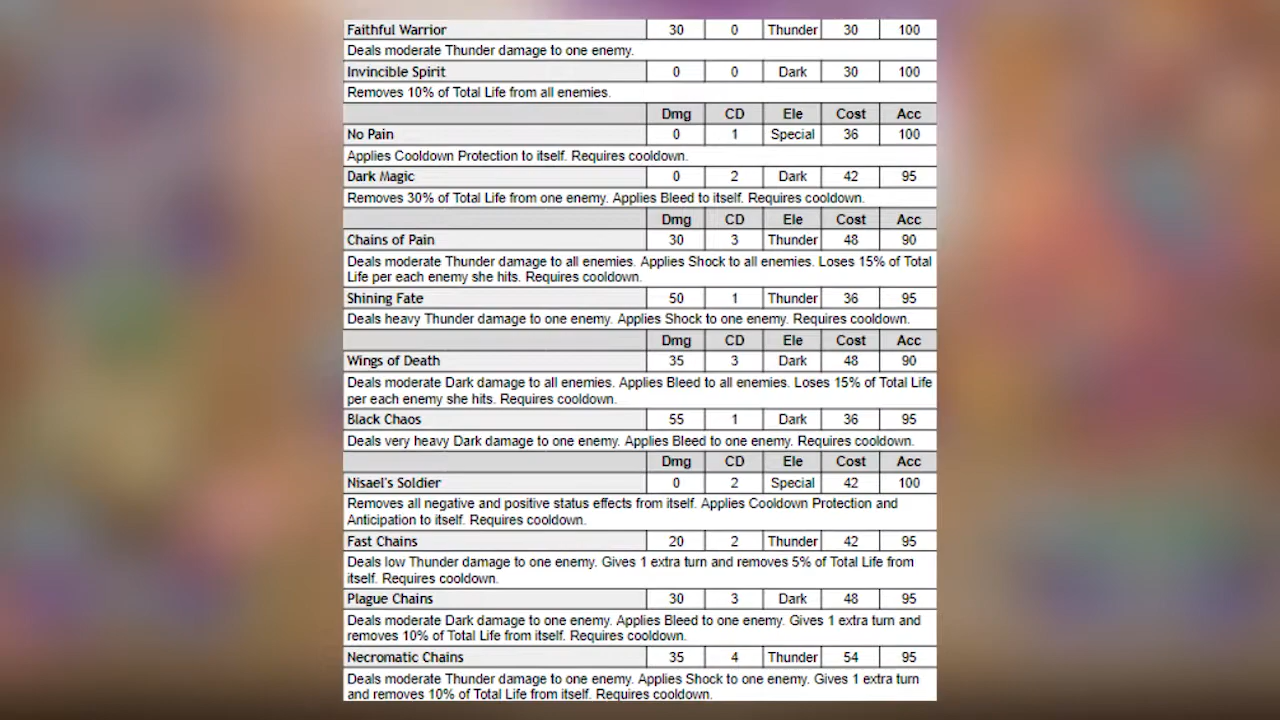 Faithful Warrior 30 0 Thunder 30 100
Deals moderate Thunder damage to one enemy.
Invincible Spirit 0 0 Dark 30 100
Removes 10% of Total Life from all enemies.
Dmg CD Ele Cost Acc
No Pain 0 1 Special 36 100
Applies Cooldown Protection to itself. Requires cooldown.
Dark Magic 0 2 Dark 42 95
Removes 30% of Total Life from one enemy. Applies Bleed to itself. Requires cooldown.
Dmg CD Ele Cost Acc
Chains of Pain 30 3 Thunder 48 90
Deals moderate Thunder damage to all enemies. Applies Shock to all enemies. Loses 15% of Total
Life per each enemy she hits. Requires cooldown.
Shining Fate 50 1 Thunder 36 95
Deals heavy Thunder damage to one enemy. Applies Shock to one enemy. Requires cooldown.
Dmg CD Ele Cost Acc
Wings of Death 35 3 Dark 48 90
Deals moderate Dark damage to all enemies. Applies Bleed to all enemies. Loses 15% of Total Life
per each enemy she hits. Requires cooldown.
Black Chaos 55 1 Dark 36 95
Deals very heavy Dark damage to one enemy. Applies Bleed to one enemy. Requires cooldown.
Dmg CD Ele Cost Acc
Nisael's Soldier 0 2 Special 42 100
Removes all negative and positive status effects from itself. Applies Cooldown Protection and
Anticipation to itself. Requires cooldown.
Fast Chains 20 2 Thunder 42 95
Deals low Thunder damage to one enemy. Gives 1 extra turn and removes 5% of Total Life from
itself. Requires cooldown.
Plague Chains 30 3 Dark 48 95
Deals moderate Dark damage to one enemy. Applies Bleed to one enemy. Gives 1 extra turn and
removes 10% of Total Life from itself. Requires cooldown.
Necromatic Chains 35 4 Thunder 54 95
Deals moderate Thunder damage to one enemy. Applies Shock to one enemy. Gives 1 extra turn
and removes 10% of Total Life from itself. Requires cooldown.